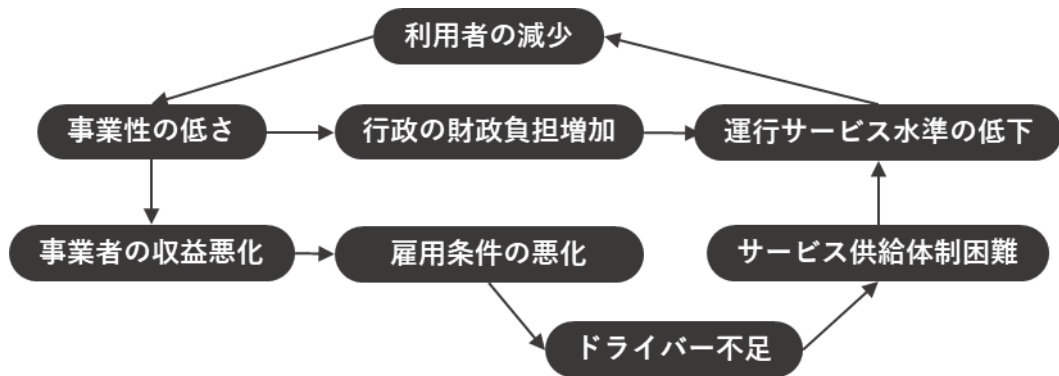 利用者の減少
事業性の低さ
行政の財政負担増加
運行サービス水準の低下
事業者の収益悪化
雇用条件の悪化
サービス供給体制困難
ドライバー不足